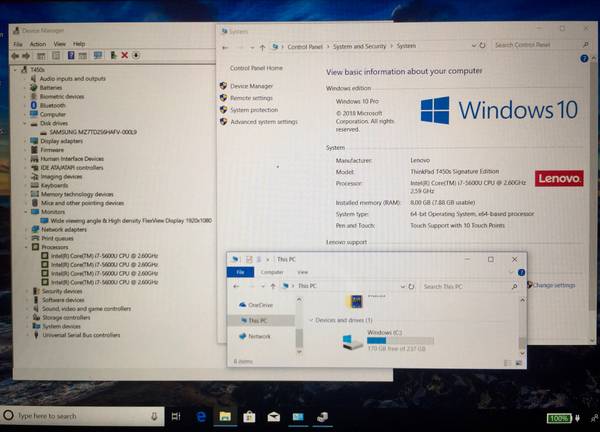 Device Manager
File Action View Help
T450s
Audio inputs and outputs
Batteries
Biometric devices
Bluetooth
Computer
Disk drives
SAMSUNG MZ7TD256HAFV-000L9
Display adapters
Firmware
Human Interface Devices
IDE ATA/ATAPI controllers
Imaging devices
Keyboards
Memory technology devices
Mice and other pointing devices
Monitors
Wide viewing angle & High density FlexView Display 1920x1080
Network adapters
Print queues
Processors
Intel(R) Core(TM) i7-5600U CPU @ 2.60GHz
Intel(R) Core(TM) i7-5600U CPU @ 2.60GHz
Intel(R) Core(TM) i7-5600U CPU @ 2.60GHz
Intel(R) Core(TM) i7-5600U CPU @ 2.60GHz
Security devices
Software devices
Sound, video and game controllers
Storage controllers
System devices
Universal Serial Bus controllers
System
Control Panel > System and Security > System
Search Control Panel
Control Panel Home
Device Manager
Remote settings
System protection
Advanced system settings
View basic information about your computer
Windows edition
Windows 10 Pro
© 2018 Microsoft
Corporation. All rights
reserved.
Windows 10
System
Manufacturer: Lenovo
Model: ThinkPad T450s Signature Edition
Processor: Intel(R) Core(TM) i7-5600U CPU @ 2.60GHz
2.59 GHz
Installed memory (RAM): 8.00 GB (7.88 GB usable)
System type: 64-bit Operating System, x64-based processor
Pen and Touch: Touch Support with 10 Touch Points
Lenovo.
Lenovo support
Change settings
This PC
File Computer View
This PC
Search This PC
OneDrive
This PC
Network
Devices and drives (1)
Windows (C:)
170 GB free of 237 GB
8 items
Type here to search
100%